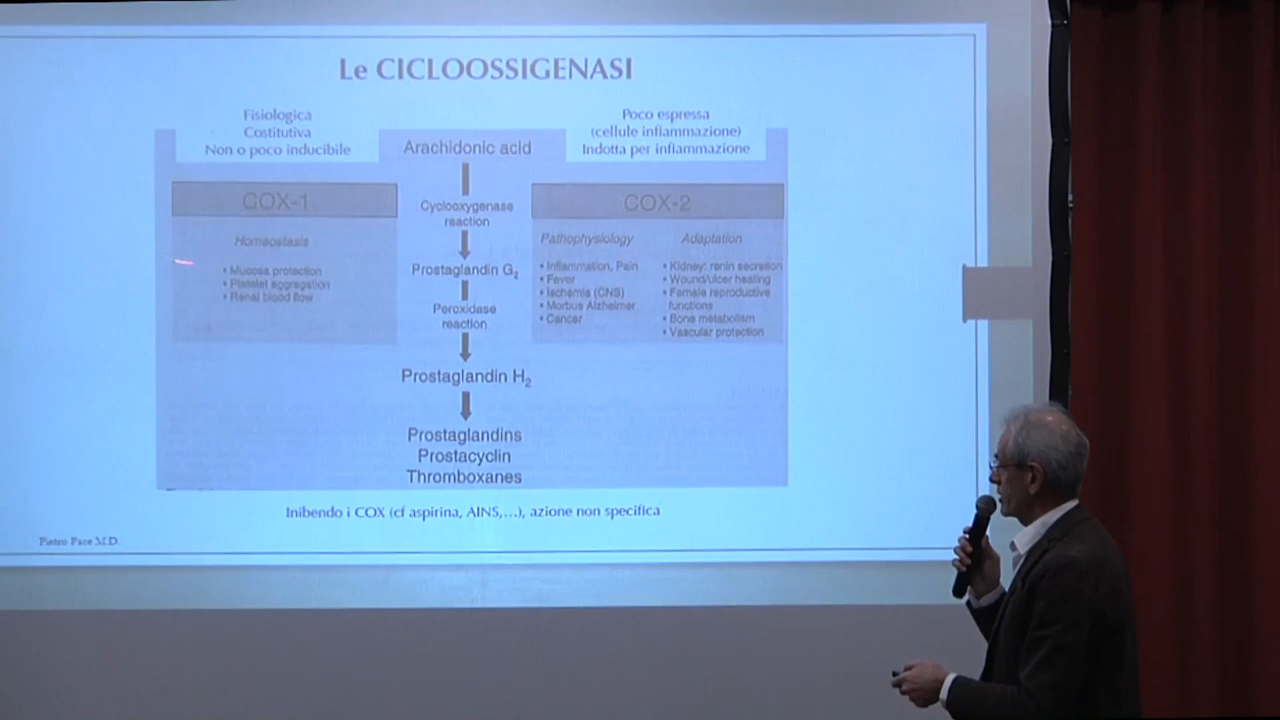 Le CICLOOSSIGENASI
Fisiologica
Costitutiva
Non o poco inducibile
Poco espressa
(cellule infiammazione)
Indotta per infiammazione
Arachidonic acid
COX-1
Cyclooxygenase
reaction
COX-2
Homeostasis
• Mucosa protection
• Platelet aggregation
• Renal blood flow
Prostaglandin G2
Peroxidase
reaction
Pathophysiology
• Inflammation, Pain
• Fever
• Ischemia (CNS)
• Morbus Alzheimer
• Cancer
Adaptation
• Kidney: renin secretion
• Wound/ulcer healing
• Female reproductive
functions
• Bone metabolism
• Vascular protection
Prostaglandin H2
Prostaglandins
Prostacyclin
Thromboxanes
Inibendo i COX (cf aspirina, AINS,...), azione non specifica
Pietro Pace M.D.